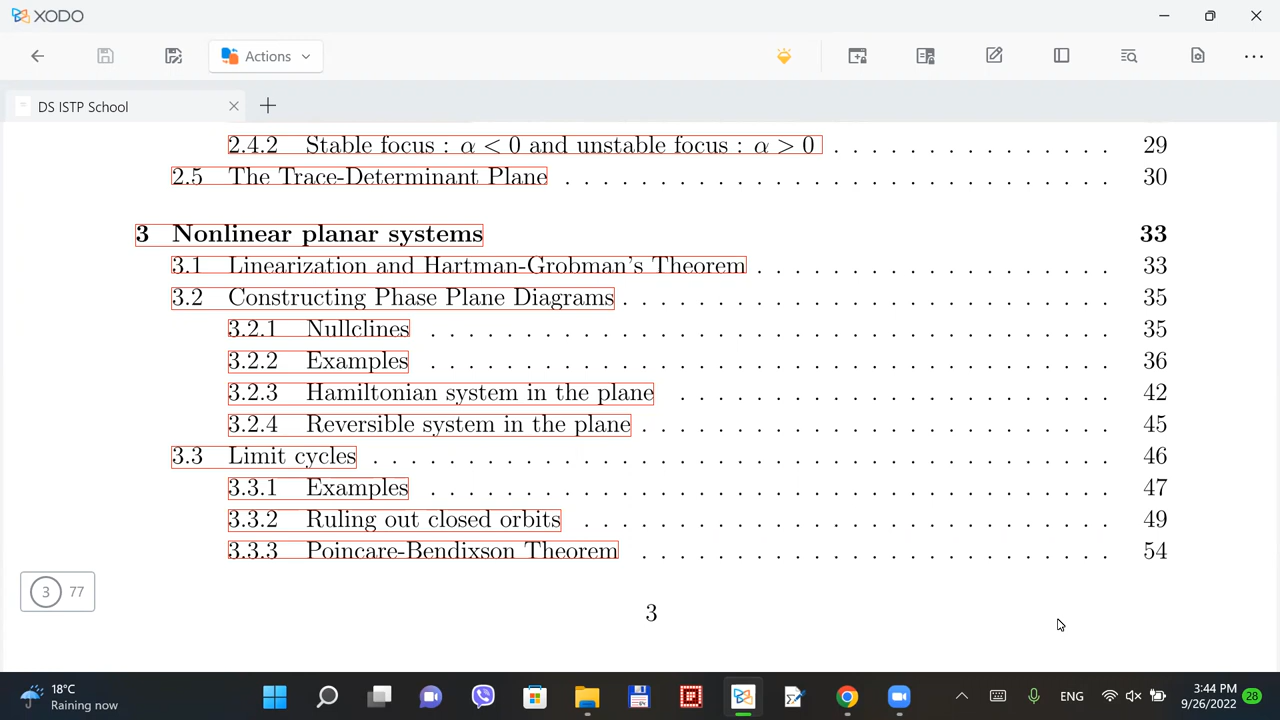 XODO
Actions
DS ISTP School
2.4.2 Stable focus : α < 0 and unstable focus : α > 0 . . . . . . . . . . . . . . . 29
2.5 The Trace-Determinant Plane . . . . . . . . . . . . . . . . . . . . . . . . . . . . . 30
3 Nonlinear planar systems 33
3.1 Linearization and Hartman-Grobman's Theorem . . . . . . . . . . . . . . . . . . . 33
3.2 Constructing Phase Plane Diagrams . . . . . . . . . . . . . . . . . . . . . . . . . . 35
3.2.1 Nullclines . . . . . . . . . . . . . . . . . . . . . . . . . . . . . . . . . . . . 35
3.2.2 Examples . . . . . . . . . . . . . . . . . . . . . . . . . . . . . . . . . . . . 36
3.2.3 Hamiltonian system in the plane . . . . . . . . . . . . . . . . . . . . . . . 42
3.2.4 Reversible system in the plane . . . . . . . . . . . . . . . . . . . . . . . . . 45
3.3 Limit cycles . . . . . . . . . . . . . . . . . . . . . . . . . . . . . . . . . . . . . . . 46
3.3.1 Examples . . . . . . . . . . . . . . . . . . . . . . . . . . . . . . . . . . . . 47
3.3.2 Ruling out closed orbits . . . . . . . . . . . . . . . . . . . . . . . . . . . . 49
3.3.3 Poincare-Bendixson Theorem . . . . . . . . . . . . . . . . . . . . . . . . . 54
3 77
3
18°C
Raining now
ENG
3:44 PM
9/26/2022
28